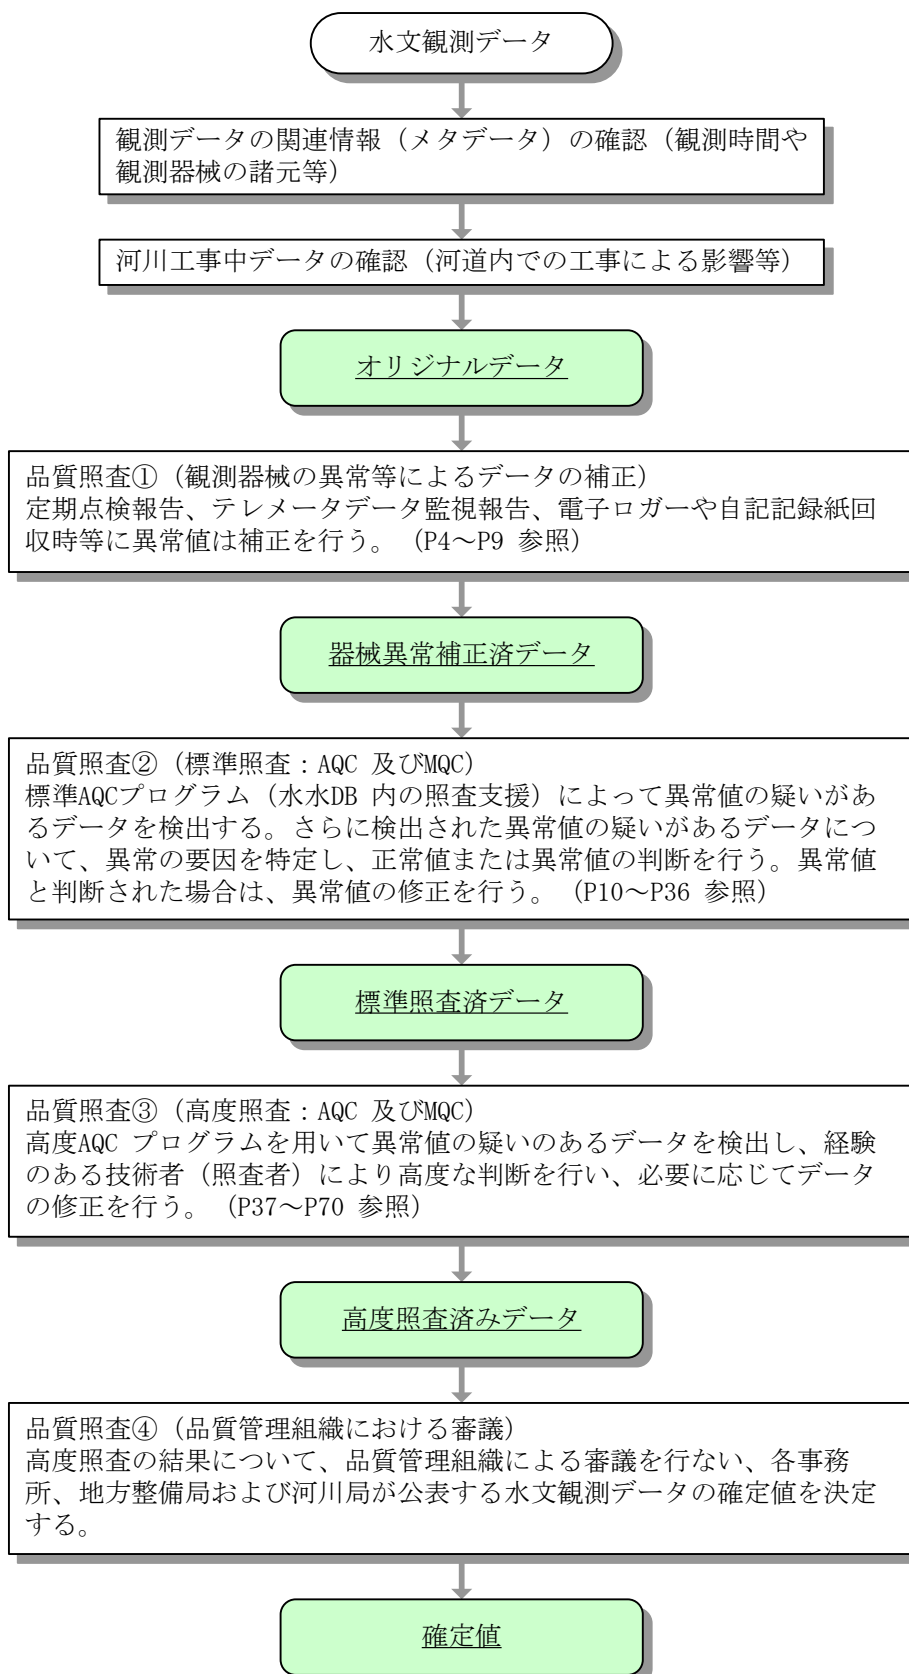 水文観測データ
観測データの関連情報（メタデータ）の確認（観測時間や
観測器械の諸元等）
河川工事中データの確認（河道内での工事による影響等）
オリジナルデータ
品質照査①（観測器械の異常等によるデータの補正）
定期点検報告、テレメータデータ監視報告、電子ロガーや自記記録紙回
収時等に異常値は補正を行う。（P4～P9 参照）
器械異常補正済データ
品質照査②（標準照査：AQC 及びMQC）
標準AQCプログラム（水水DB 内の照査支援）によって異常値の疑いがあ
るデータを検出する。さらに検出された異常値の疑いがあるデータにつ
いて、異常の要因を特定し、正常値または異常値の判断を行う。異常値
と判断された場合は、異常値の修正を行う。（P10～P36 参照）
標準照査済データ
品質照査③（高度照査：AQC 及びMQC）
高度AQC プログラムを用いて異常値の疑いのあるデータを検出し、経験
のある技術者（照査者）により高度な判断を行い、必要に応じてデータ
の修正を行う。（P37～P70 参照）
高度照査済みデータ
品質照査④（品質管理組織における審議）
高度照査の結果について、品質管理組織による審議を行ない、各事務
所、地方整備局および河川局が公表する水文観測データの確定値を決定
する。
確定値